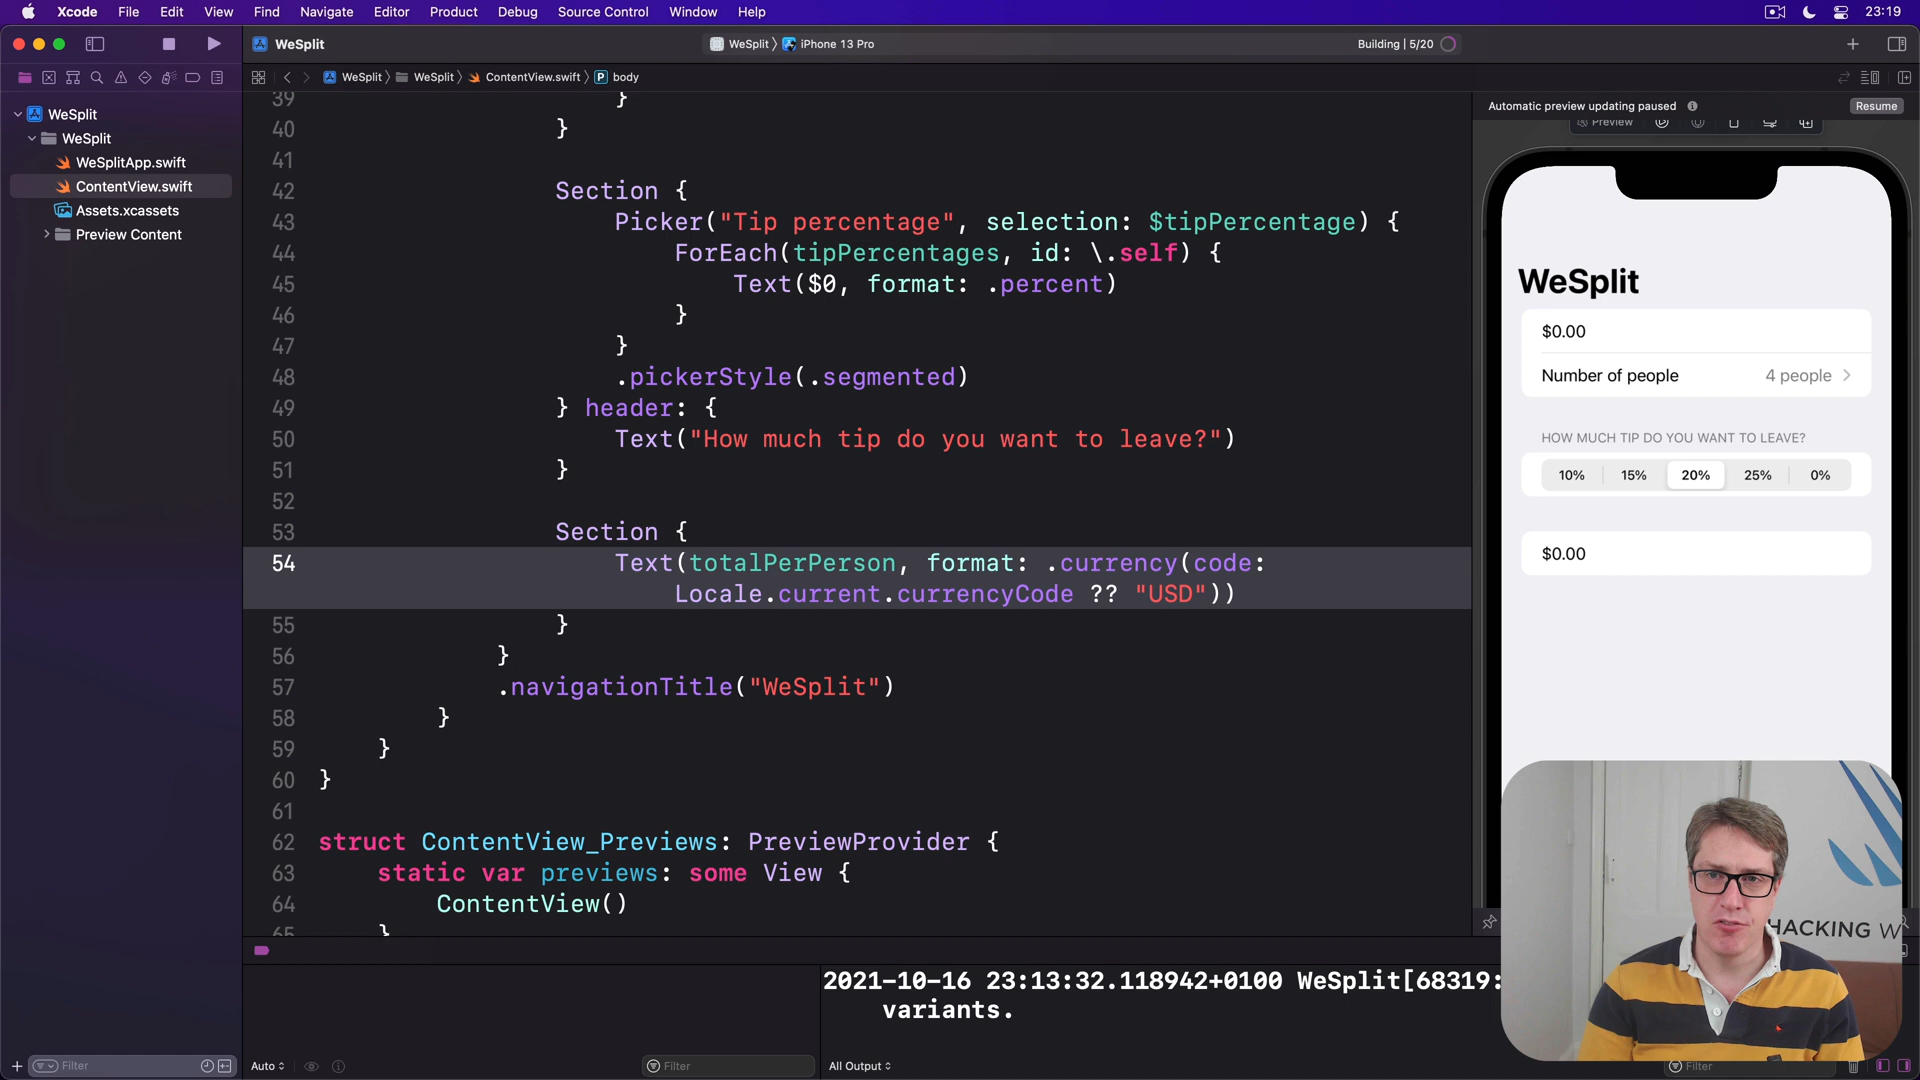 Xcode File Edit View Find Navigate Editor Product Debug Source Control Window Help 23:19
WeSplit WeSplit iPhone 13 Pro Building | 5/20
WeSplit WeSplit ContentView.swift P body
WeSplit
WeSplit
WeSplitApp.swift
ContentView.swift
Assets.xcassets
Preview Content
39 }
40 }
41
42 Section {
43 Picker("Tip percentage", selection: $tipPercentage) {
44 ForEach(tipPercentages, id: \.self) {
45 Text($0, format: .percent)
46 }
47 }
48 .pickerStyle(.segmented)
49 } header: {
50 Text("How much tip do you want to leave?")
51 }
52
53 Section {
54 Text(totalPerPerson, format: .currency(code:
Locale.current.currencyCode ?? "USD"))
55 }
56 }
57 .navigationTitle("WeSplit")
58 }
59 }
60 }
61
62 struct ContentView_Previews: PreviewProvider {
63 static var previews: some View {
64 ContentView()
65 }
Automatic preview updating paused Resume
Preview
WeSplit
$0.00
Number of people 4 people
HOW MUCH TIP DO YOU WANT TO LEAVE?
10% 15% 20% 25% 0%
$0.00
HACKING W
2021-10-16 23:13:32.118942+0100 WeSplit[68319:
variants.
Filter
Auto
Filter
All Output
Filter